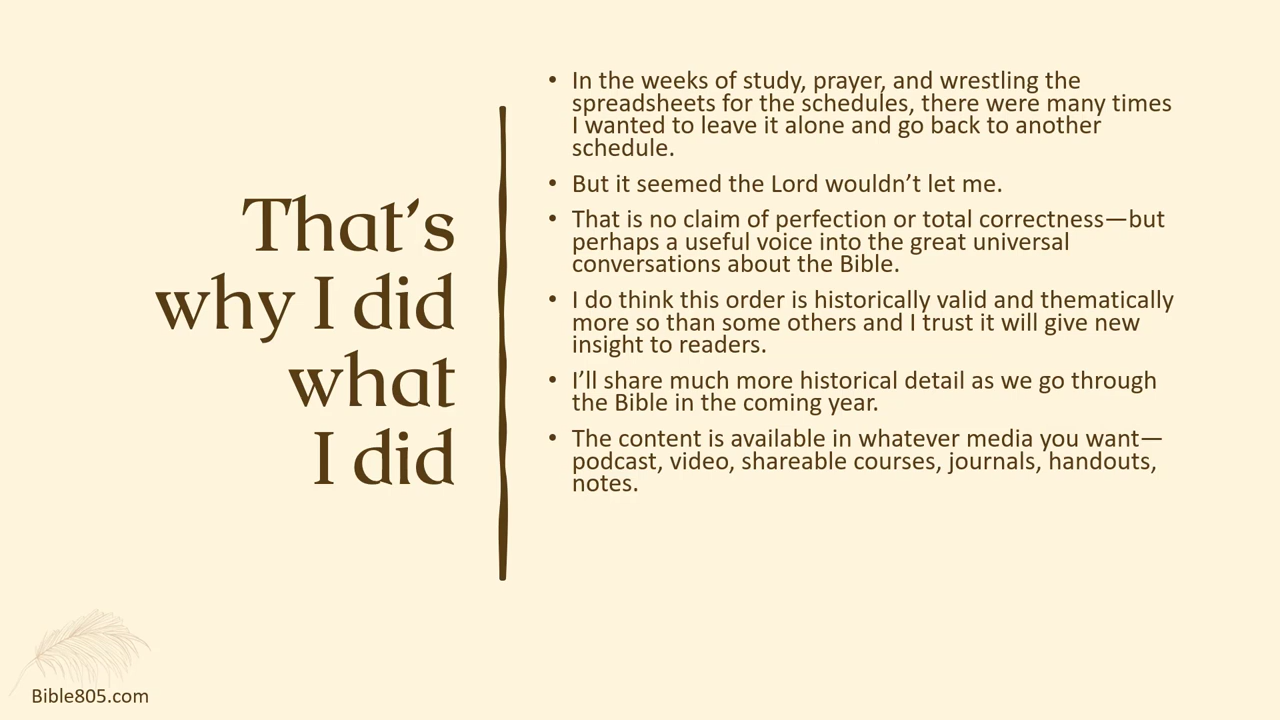 That’s
why I did
what
I did
• In the weeks of study, prayer, and wrestling the
spreadsheets for the schedules, there were many times
I wanted to leave it alone and go back to another
schedule.
• But it seemed the Lord wouldn’t let me.
• That is no claim of perfection or total correctness—but
perhaps a useful voice into the great universal
conversations about the Bible.
• I do think this order is historically valid and thematically
more so than some others and I trust it will give new
insight to readers.
• I’ll share much more historical detail as we go through
the Bible in the coming year.
• The content is available in whatever media you want—
podcast, video, shareable courses, journals, handouts,
notes.
Bible805.com